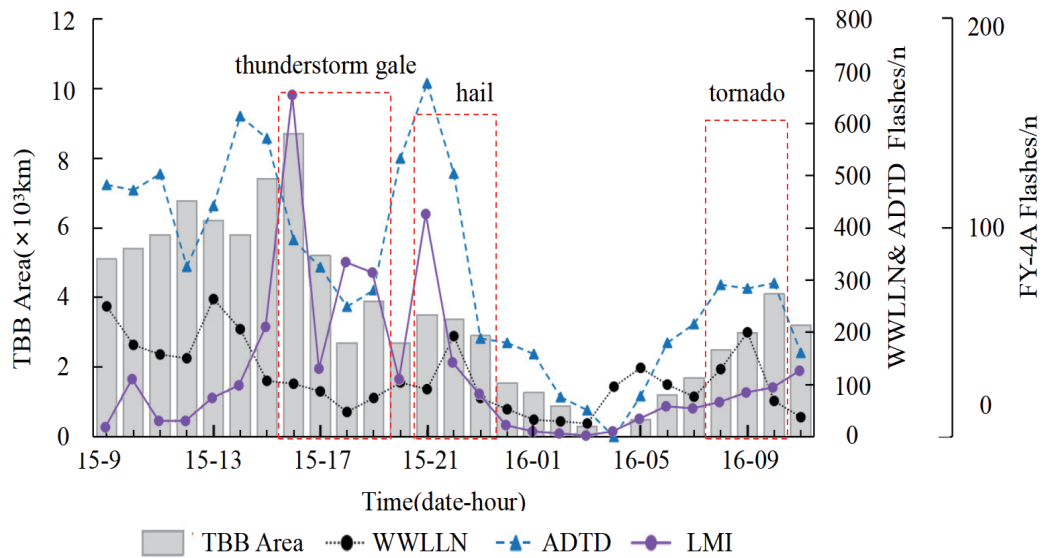 12
10
8
6
4
2
0
TBB Area(×10³km)
thunderstorm gale
hail
tornado
800
700
600
500
400
300
200
100
0
WWLLN& ADTD Flashes/n
200
100
0
FY-4A Flashes/n
15-9 15-13 15-17 15-21 16-01 16-05 16-09
Time(date-hour)
TBB Area WWLLN ADTD LMI